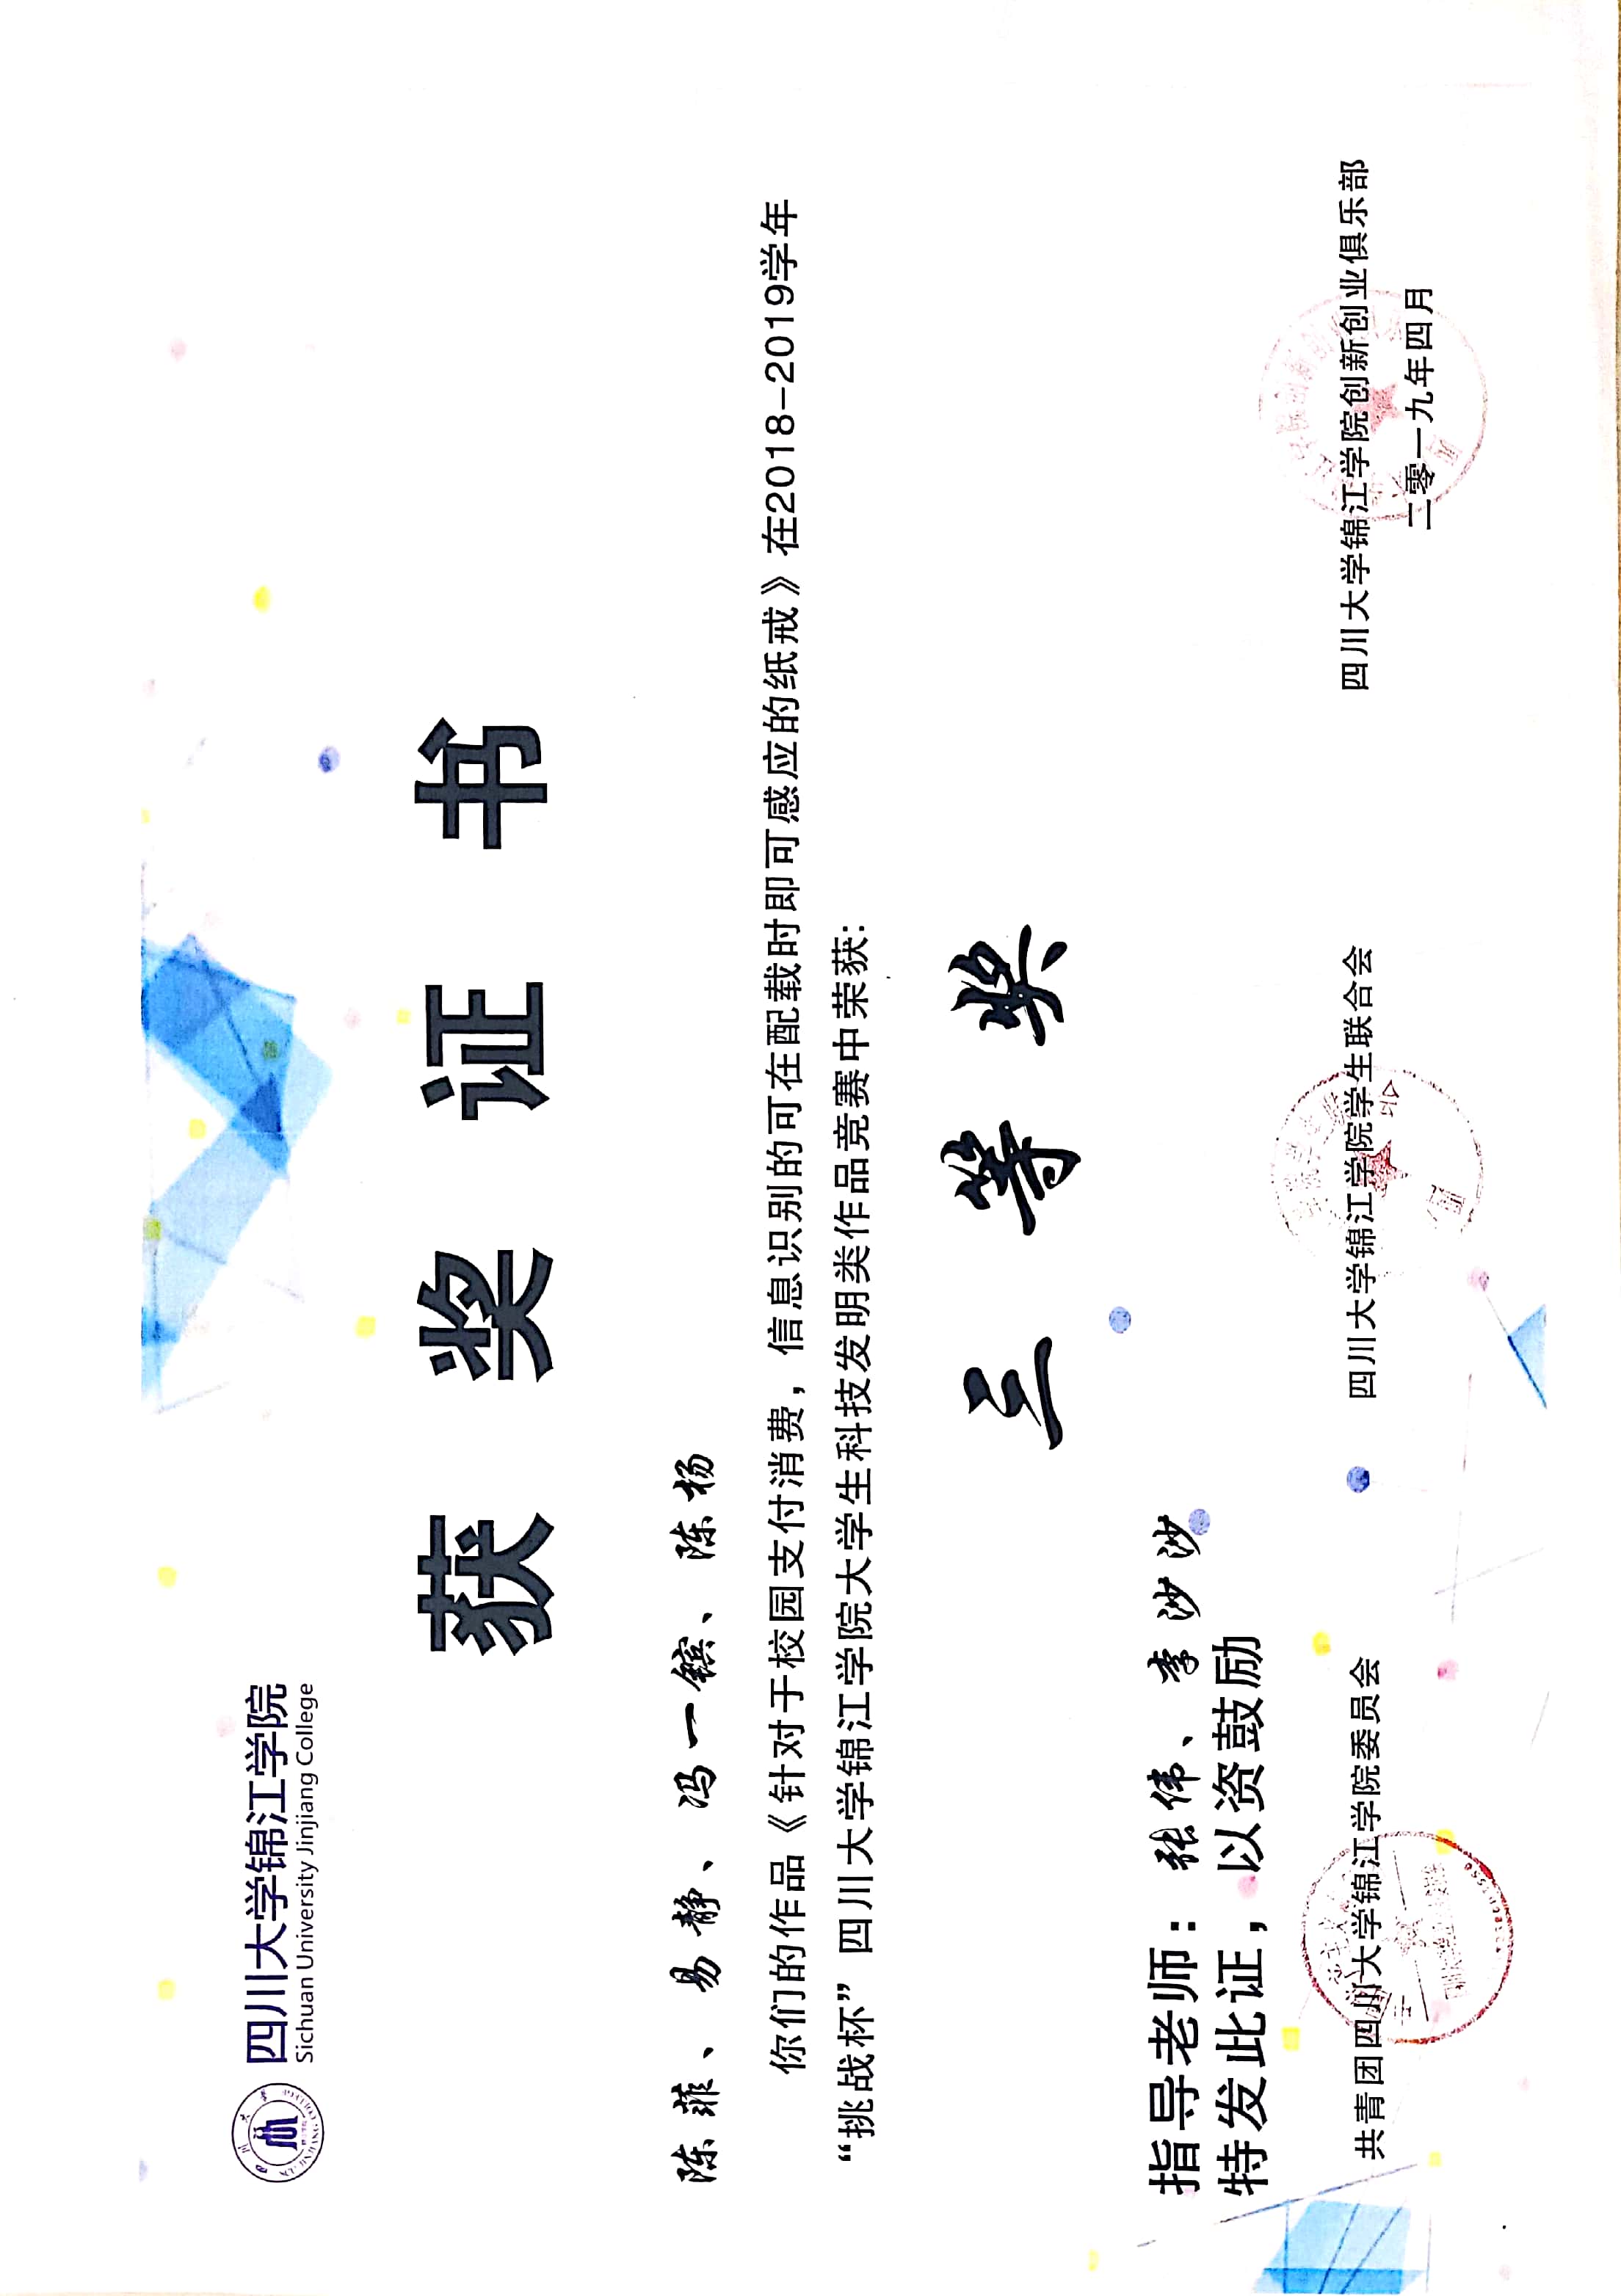 四川大学锦江学院
Sichuan University Jinjiang College
获奖证书
陈菲、易静、冯一镔、陈杨
你们的作品《针对于校园支付消费，信息识别的可在配载时即可感应的纸戒》在2018-2019学年
“挑战杯”四川大学锦江学院大学生科技发明类作品竞赛中荣获:
三等奖
指导老师：张伟、李沙沙
特发此证，以资鼓励
共青团四川大学锦江学院委员会
四川大学锦江学院学生联合会
四川大学锦江学院创新创业俱乐部
二零一九年四月